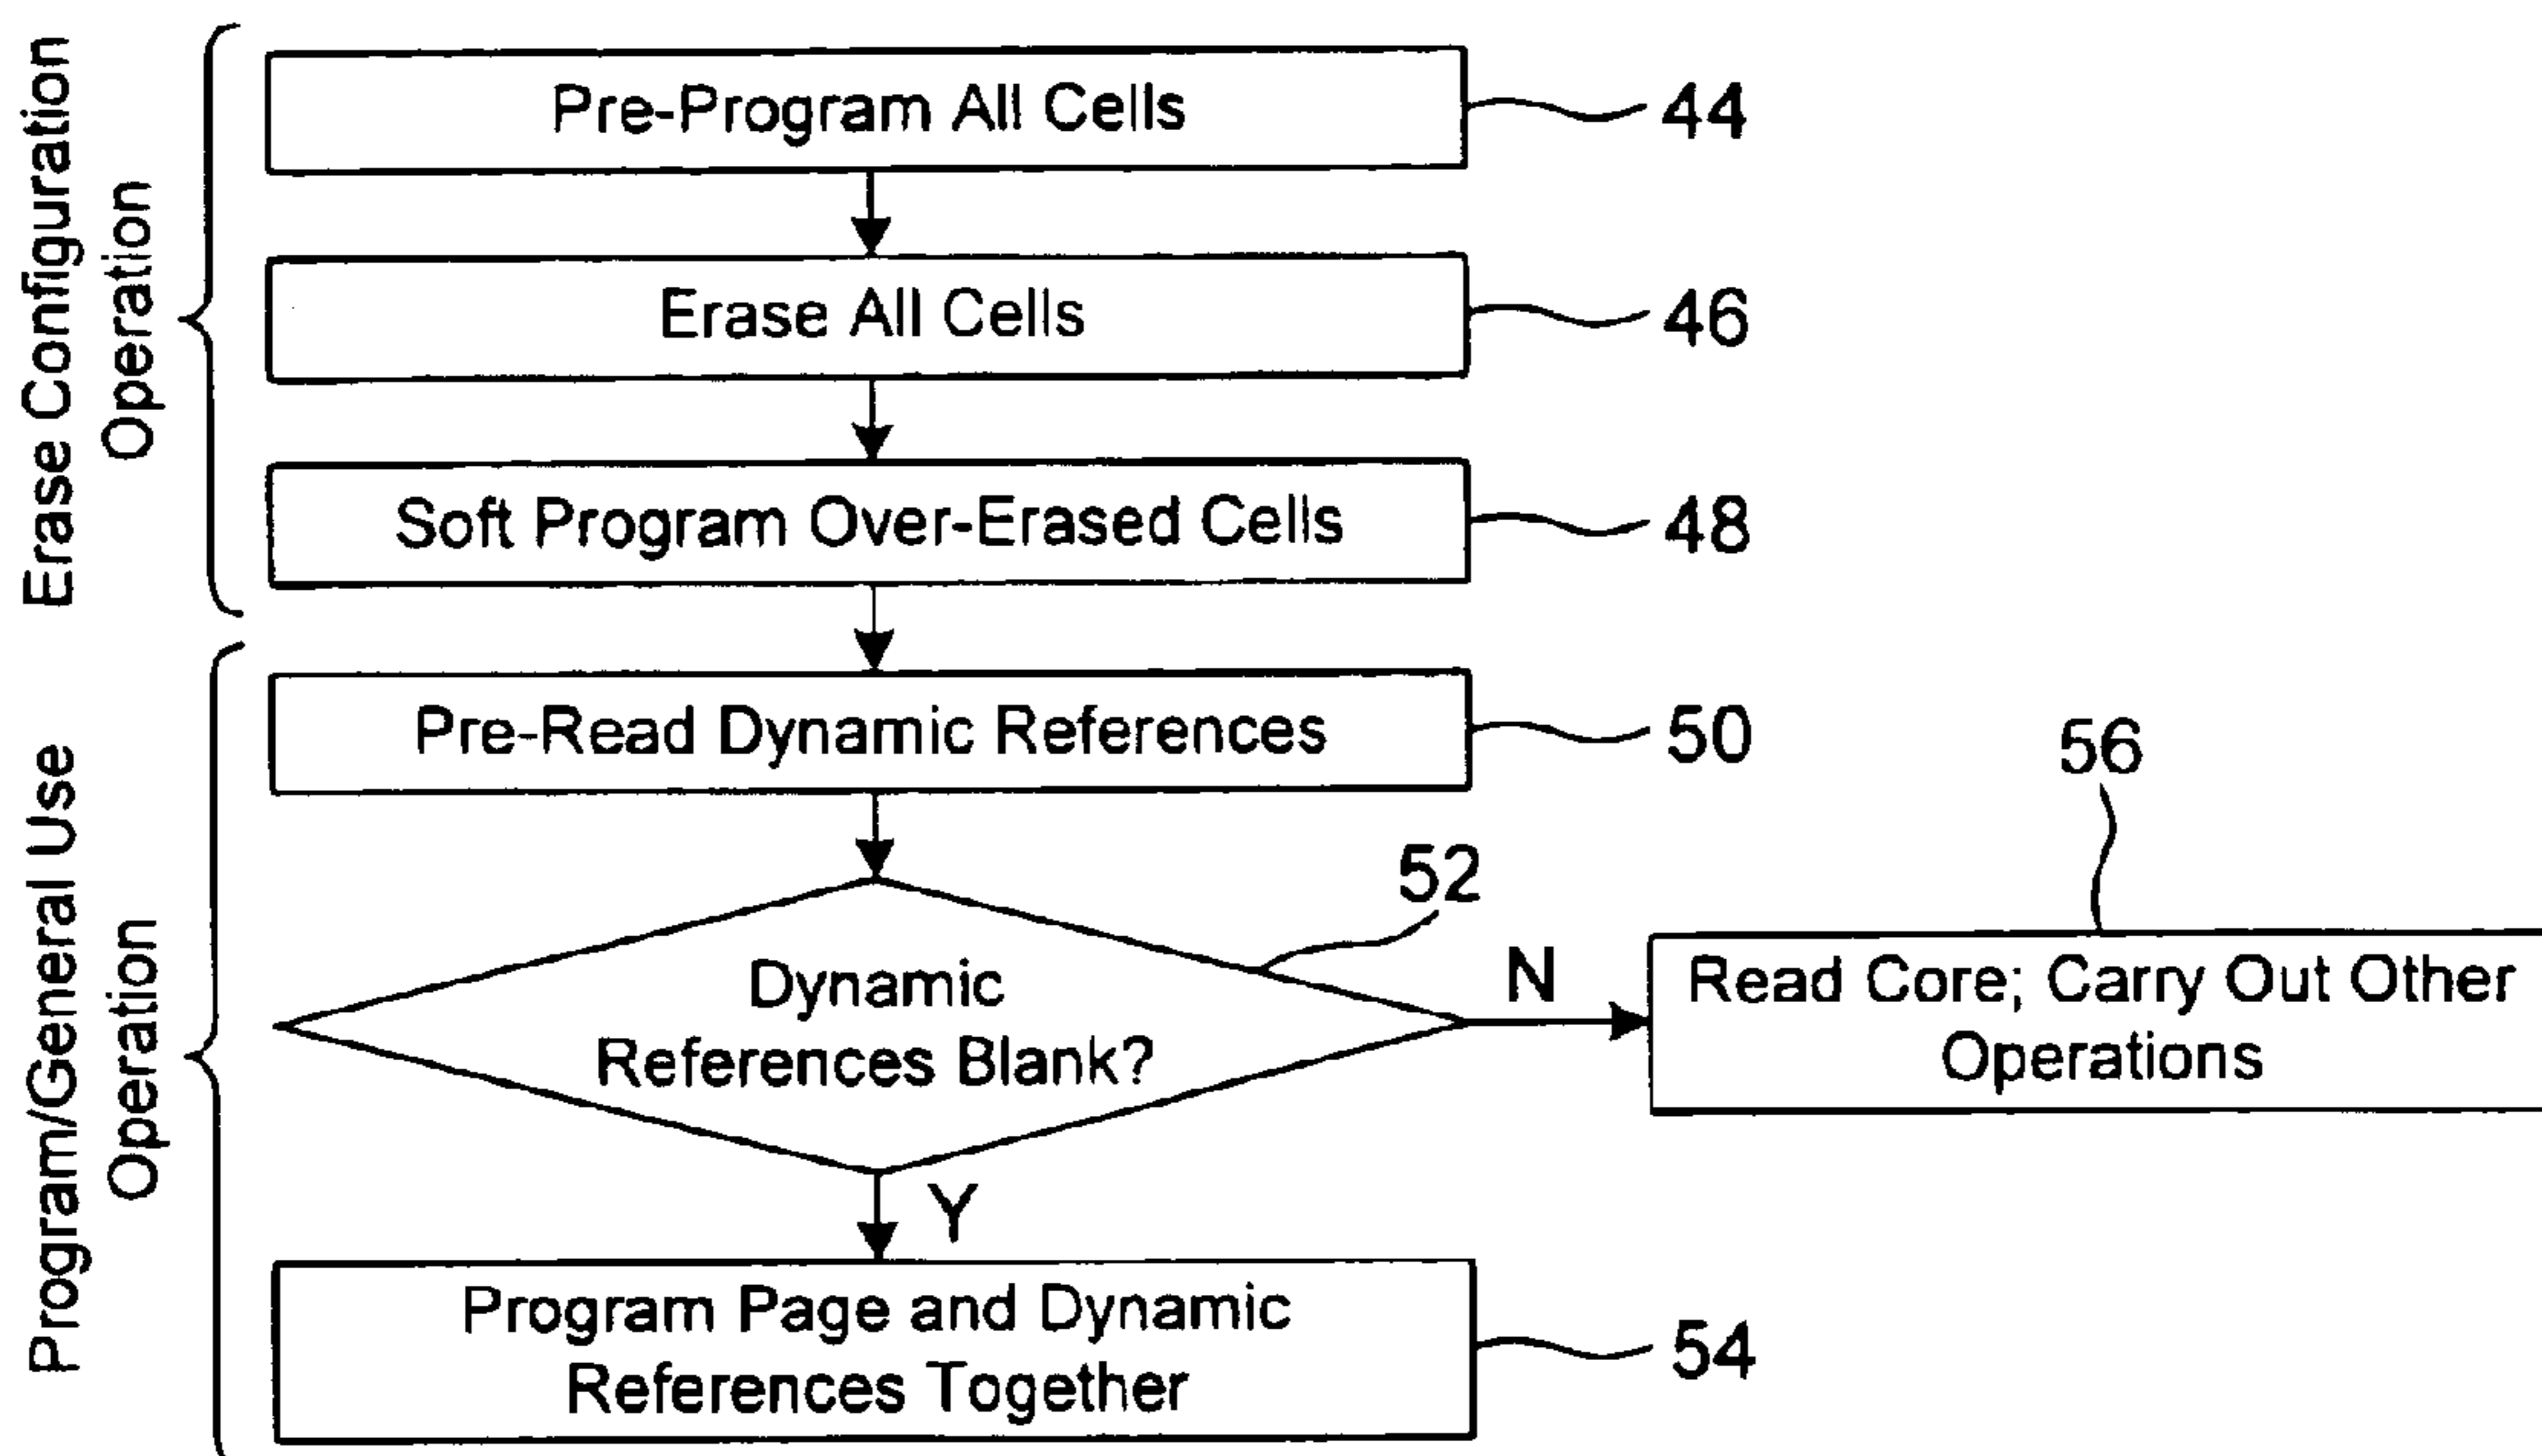 Erase Configuration
Operation
Pre-Program All Cells
44
Erase All Cells
46
Soft Program Over-Erased Cells
48
Program/General Use
Operation
Pre-Read Dynamic References
50
Dynamic
References Blank?
52
N
56
Read Core; Carry Out Other
Operations
Y
Program Page and Dynamic
References Together
54